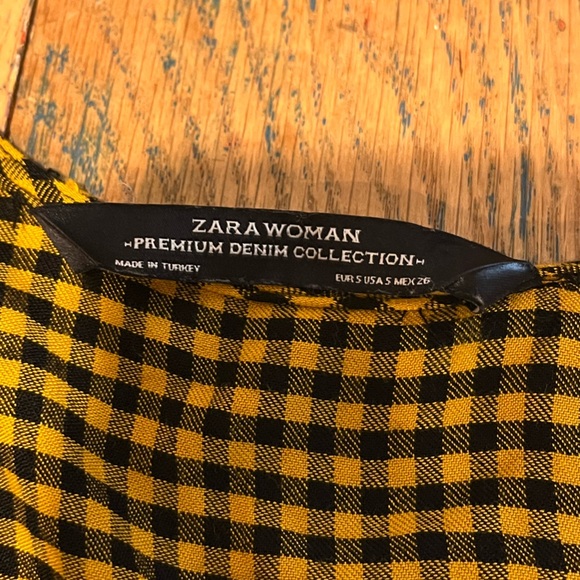 ZARA WOMAN
PREMIUM DENIM COLLECTION
MADE IN TURKEY
EUR S USA S MEX 26